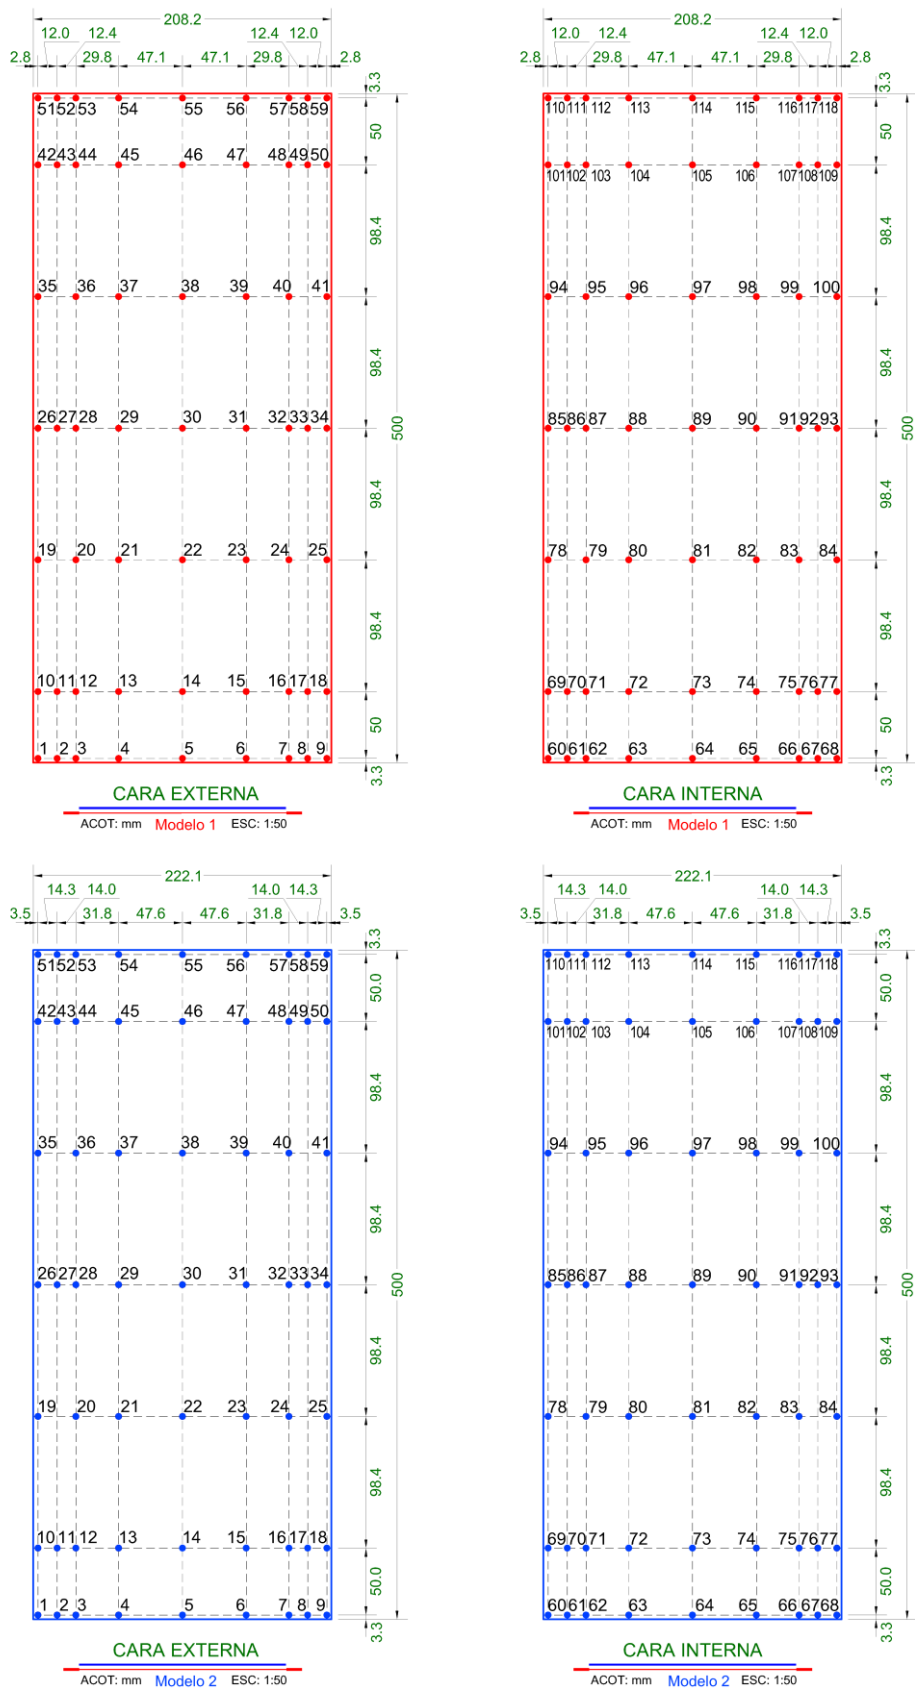 208.2
12.0 12.4 12.4 12.0
2.8 29.8 47.1 47.1 29.8 2.8
3.3
51 52 53 54 55 56 57 58 59
50
42 43 44 45 46 47 48 49 50
98.4
35 36 37 38 39 40 41
98.4
26 27 28 29 30 31 32 33 34
500
98.4
19 20 21 22 23 24 25
98.4
10 11 12 13 14 15 16 17 18
50
1 2 3 4 5 6 7 8 9
3.3
CARA EXTERNA
ACOT: mm Modelo 1 ESC: 1:50
208.2
12.0 12.4 12.4 12.0
2.8 29.8 47.1 47.1 29.8 2.8
3.3
110 111 112 113 114 115 116 117 118
50
101 102 103 104 105 106 107 108 109
98.4
94 95 96 97 98 99 100
98.4
85 86 87 88 89 90 91 92 93
500
98.4
78 79 80 81 82 83 84
98.4
69 70 71 72 73 74 75 76 77
50
60 61 62 63 64 65 66 67 68
3.3
CARA INTERNA
ACOT: mm Modelo 1 ESC: 1:50
222.1
14.3 14.0 14.0 14.3
3.5 31.8 47.6 47.6 31.8 3.5
3.3
51 52 53 54 55 56 57 58 59
50.0
42 43 44 45 46 47 48 49 50
98.4
35 36 37 38 39 40 41
98.4
26 27 28 29 30 31 32 33 34
500
98.4
19 20 21 22 23 24 25
98.4
10 11 12 13 14 15 16 17 18
50.0
1 2 3 4 5 6 7 8 9
3.3
CARA EXTERNA
ACOT: mm Modelo 2 ESC: 1:50
222.1
14.3 14.0 14.0 14.3
3.5 31.8 47.6 47.6 31.8 3.5
3.3
110 111 112 113 114 115 116 117 118
50.0
101 102 103 104 105 106 107 108 109
98.4
94 95 96 97 98 99 100
98.4
85 86 87 88 89 90 91 92 93
500
98.4
78 79 80 81 82 83 84
98.4
69 70 71 72 73 74 75 76 77
50.0
60 61 62 63 64 65 66 67 68
3.3
CARA INTERNA
ACOT: mm Modelo 2 ESC: 1:50